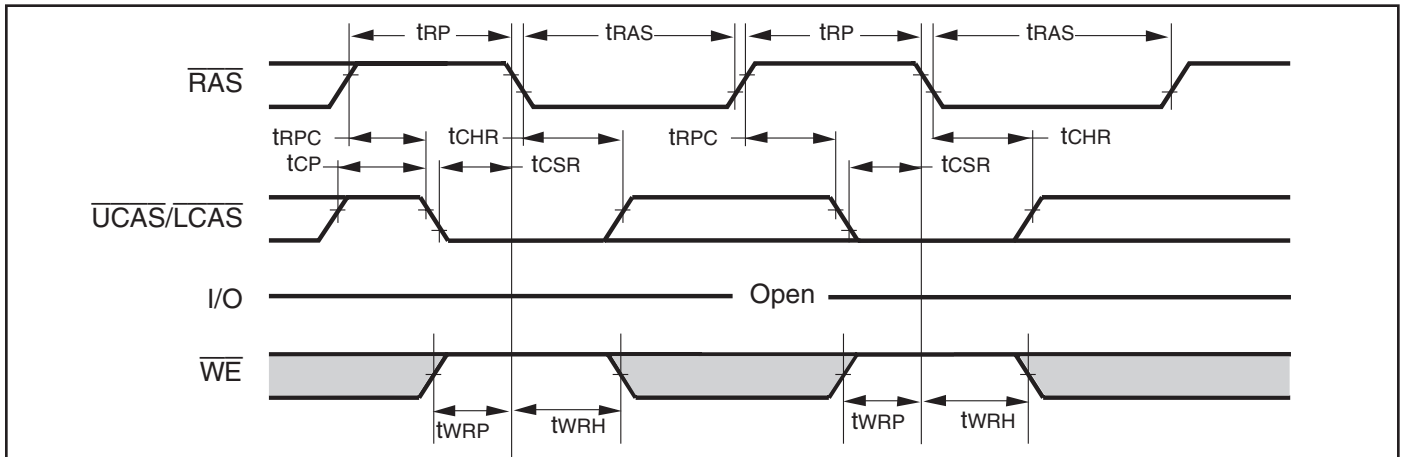 tRP tRAS tRP tRAS
RAS
tRPC tCHR tRPC tCHR
tCP tCSR tCSR
UCAS/LCAS
I/O Open
WE
tWRP tWRH tWRP tWRH